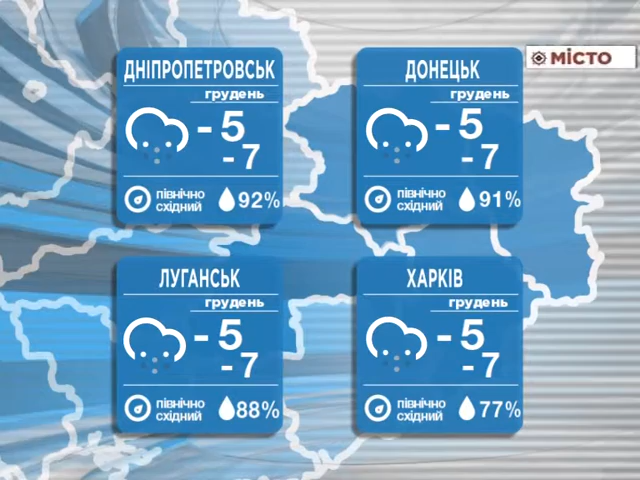 МІСТО
ДНІПРОПЕТРОВСЬК
грудень
- 5
- 7
північно
східний
92%
ДОНЕЦЬК
грудень
- 5
- 7
північно
східний
91%
ЛУГАНСЬК
грудень
- 5
- 7
північно
східний
88%
ХАРКІВ
грудень
- 5
- 7
північно
східний
77%